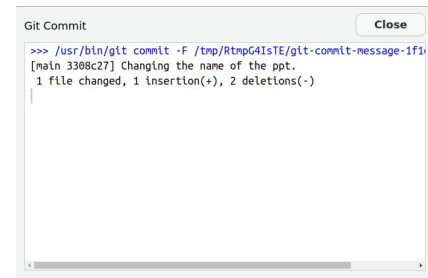 Git Commit
Close
>>> /usr/bin/git commit -F /tmp/RtmpG4IsTE/git-commit-message-1f1
[main 3308c27] Changing the name of the ppt.
1 file changed, 1 insertion(+), 2 deletions(-)